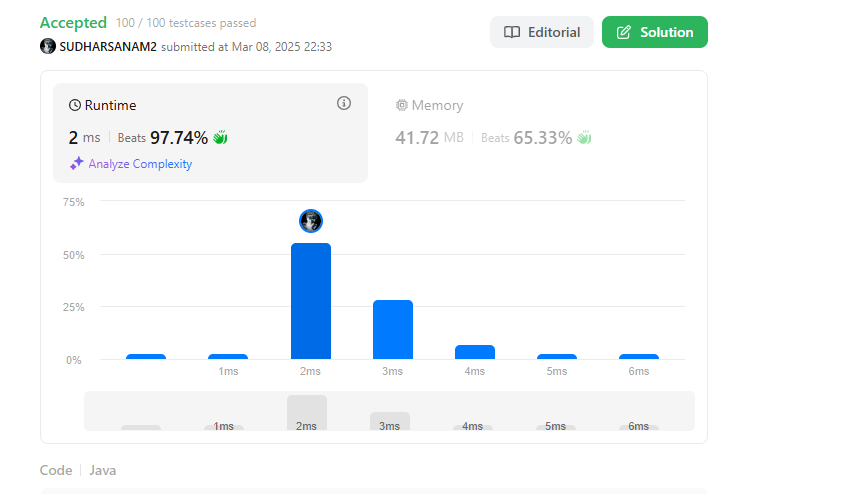 Accepted 100 / 100 testcases passed
Editorial
Solution
SUDHARSANAM2 submitted at Mar 08, 2025 22:33
Runtime
Memory
2 ms Beats 97.74%
41.72 MB Beats 65.33%
Analyze Complexity
75%
50%
25%
0%
1ms 2ms 3ms 4ms 5ms 6ms
1ms 2ms 3ms 4ms 5ms 6ms
Code Java